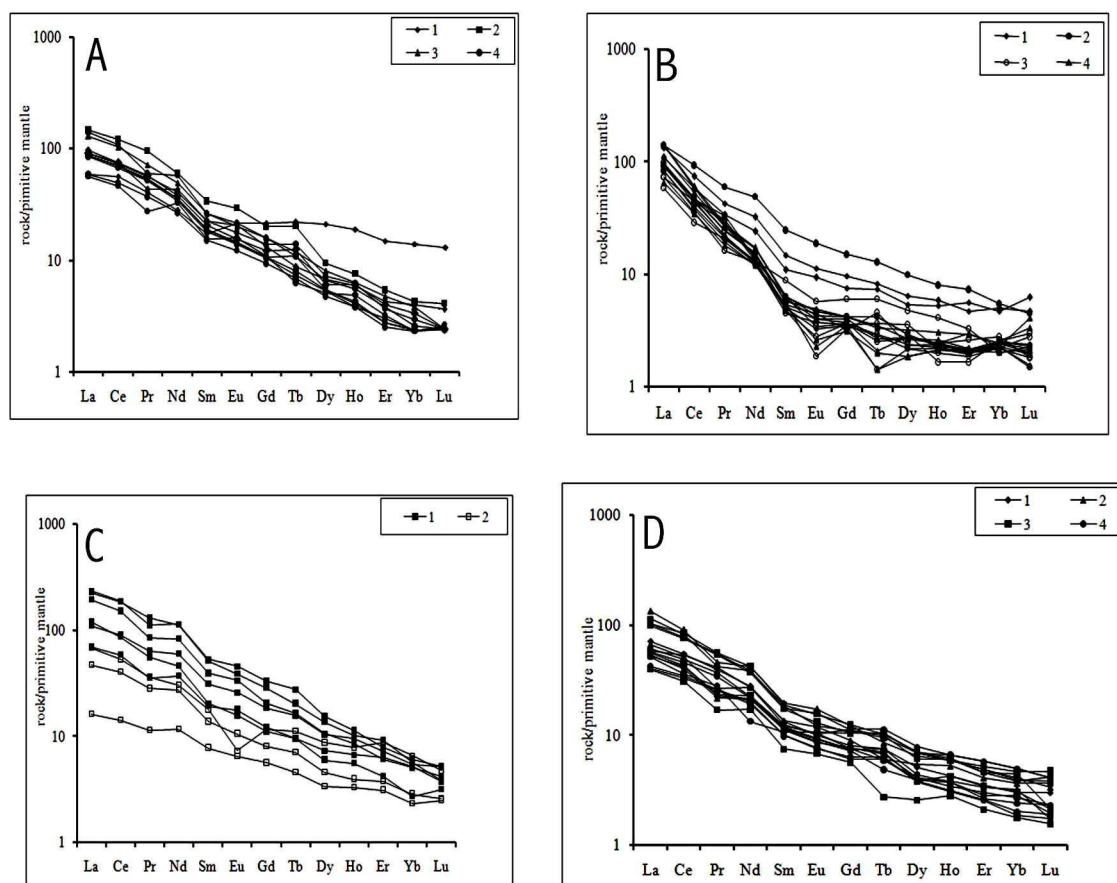 A
1 2
3 4
1000
100
10
1
rock/pimitive mantle
La Ce Pr Nd Sm Eu Gd Tb Dy Ho Er Yb Lu
B
1 2
3 4
1000
100
10
1
rock/primitive mantle
La Ce Pr Nd Sm Eu Gd Tb Dy Ho Er Yb Lu
C
1 2
1000
100
10
1
rock/primitive mantle
La Ce Pr Nd Sm Eu Gd Tb Dy Ho Er Yb Lu
D
1 2
3 4
1000
100
10
1
rock/primitive mantle
La Ce Pr Nd Sm Eu Gd Tb Dy Ho Er Yb Lu